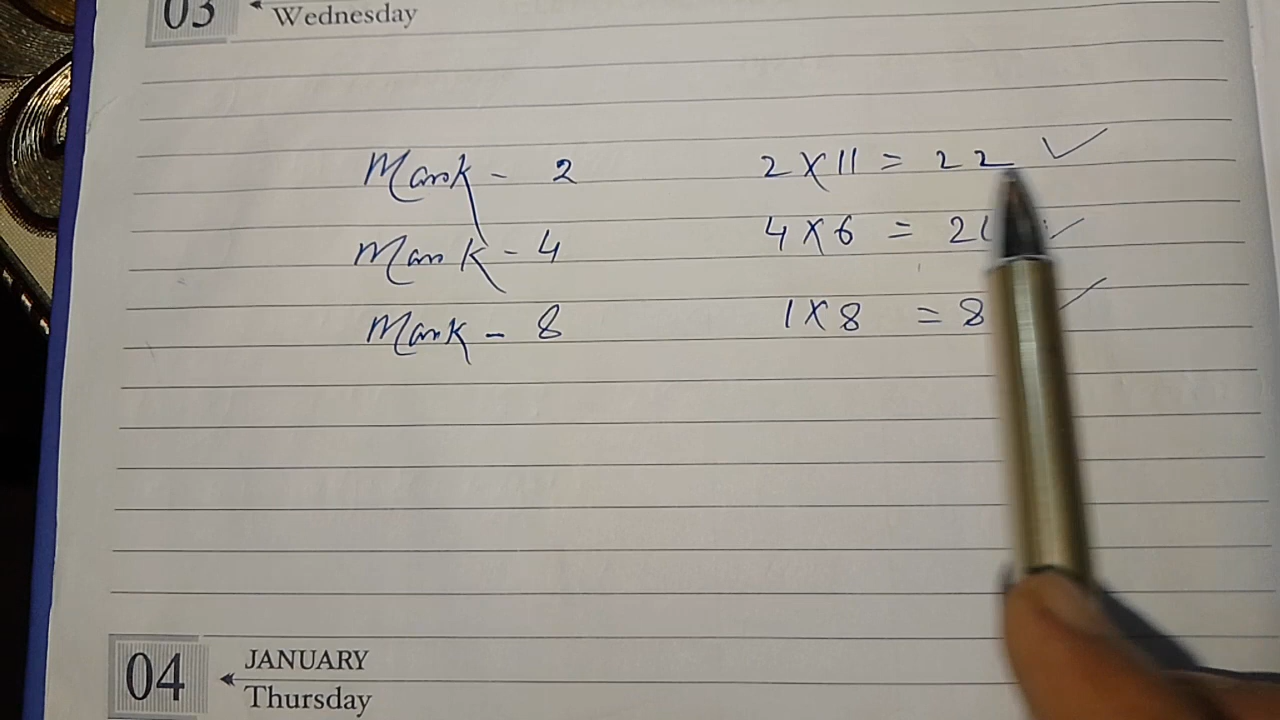 03
Wednesday
Mark - 2 2 X 11 = 22 ✓
Mark - 4 4 X 6 = 2
Mark - 8 1 X 8 = 8
04 JANUARY
Thursday